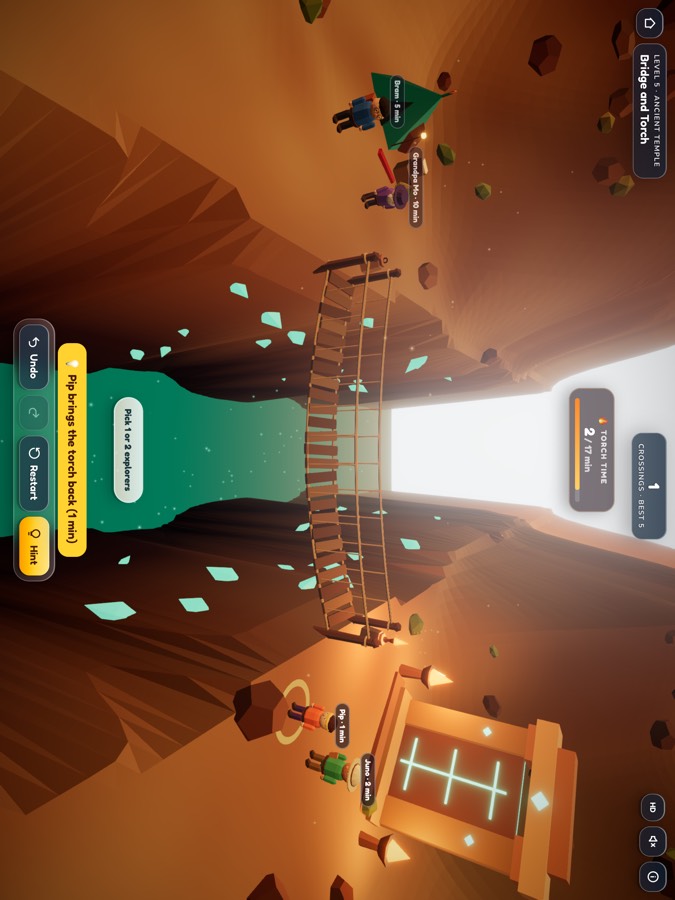 LEVEL 5 · ANCIENT TEMPLE
Bridge and Torch
1
CROSSINGS · BEST 5
HD
🔥 TORCH TIME
2 / 17 min
Grandpa Mo · 10 min
Bram · 5 min
Juno · 2 min
Pip · 1 min
Pick 1 or 2 explorers
💡 Pip brings the torch back (1 min)
Undo
Restart
Hint